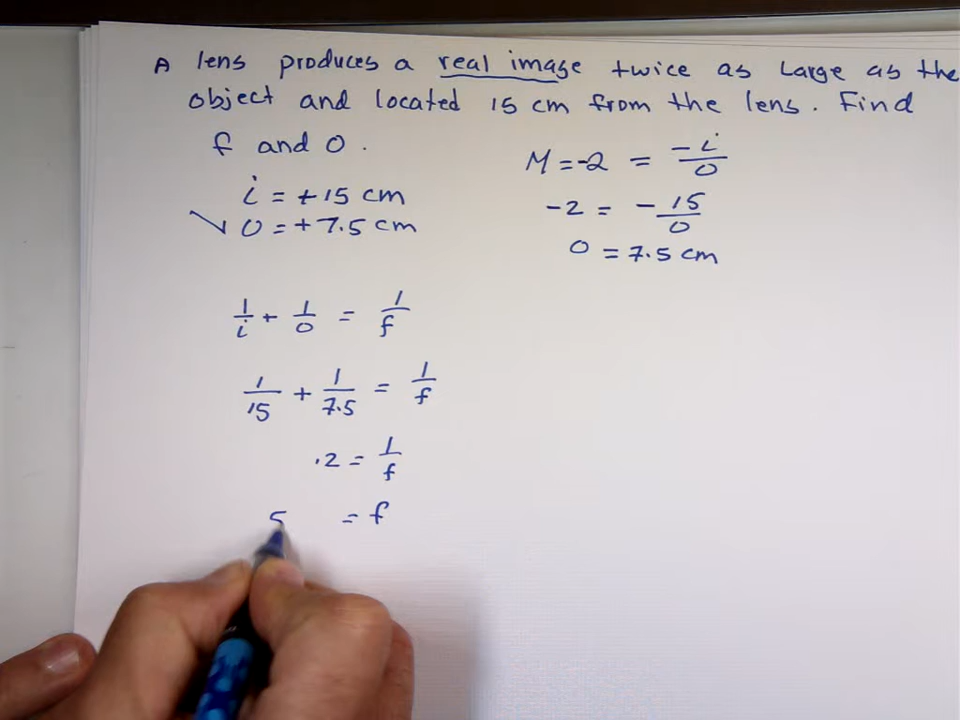 A lens produces a real image twice as Large as the
object and located 15 cm from the lens. Find
f and O.
i = +15 cm
O = +7.5 cm
M = -2 = -i/O
-2 = -15/O
O = 7.5 cm
1/i + 1/O = 1/f
1/15 + 1/7.5 = 1/f
.2 = 1/f
5 = f